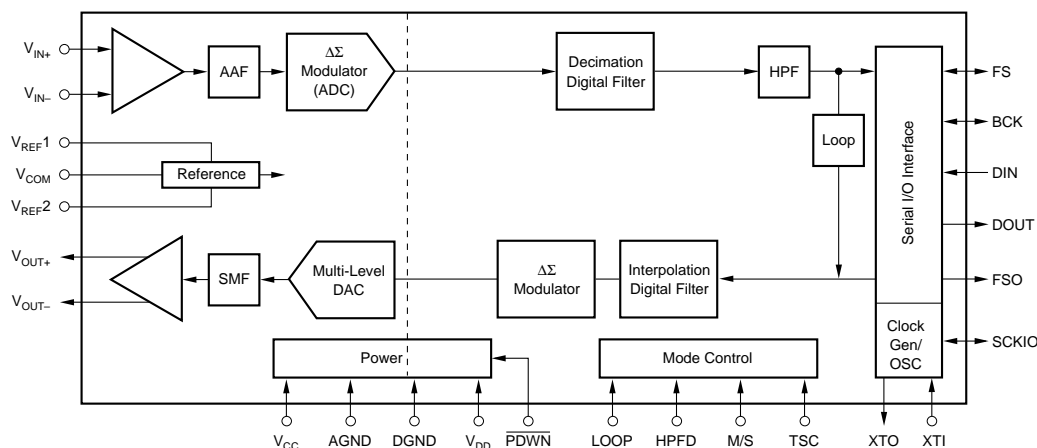 VIN+
VIN–
AAF
ΔΣ
Modulator
(ADC)
Decimation
Digital Filter
HPF
Loop
Serial I/O Interface
FS
BCK
DIN
DOUT
FSO
SCKIO
VREF1
VCOM
VREF2
Reference
VOUT+
VOUT–
SMF
Multi-Level
DAC
ΔΣ
Modulator
Interpolation
Digital Filter
Clock
Gen/
OSC
Power
Mode Control
VCC
AGND
DGND
VDD
PDWN
LOOP
HPFD
M/S
TSC
XTO
XTI